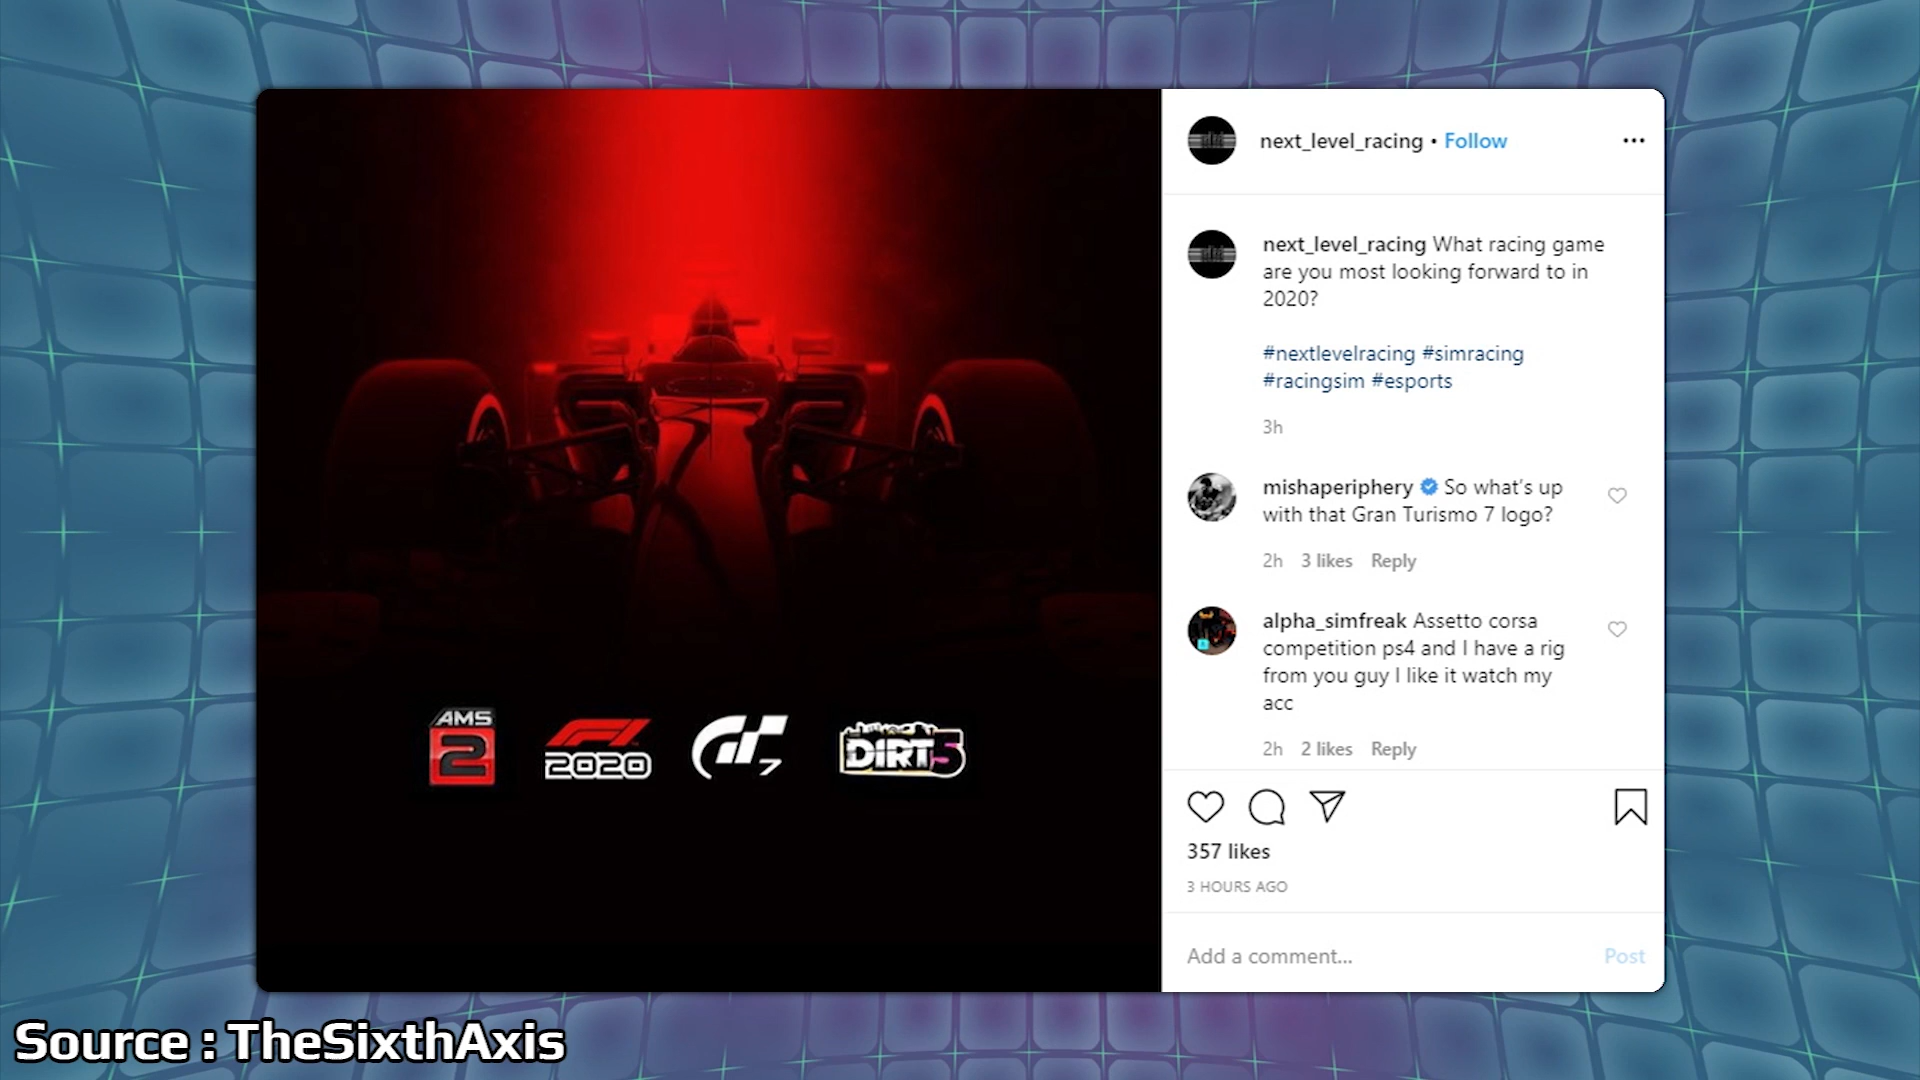 next_level_racing • Follow
next_level_racing What racing game
are you most looking forward to in
2020?
#nextlevelracing #simracing
#racingsim #esports
3h
mishaperiphery So what's up
with that Gran Turismo 7 logo?
2h 3 likes Reply
alpha_simfreak Assetto corsa
competition ps4 and I have a rig
from you guy I like it watch my
acc
2h 2 likes Reply
AMS
2
F1
2020
GT
7
DIRT 5
357 likes
3 HOURS AGO
Add a comment... Post
Source : TheSixthAxis